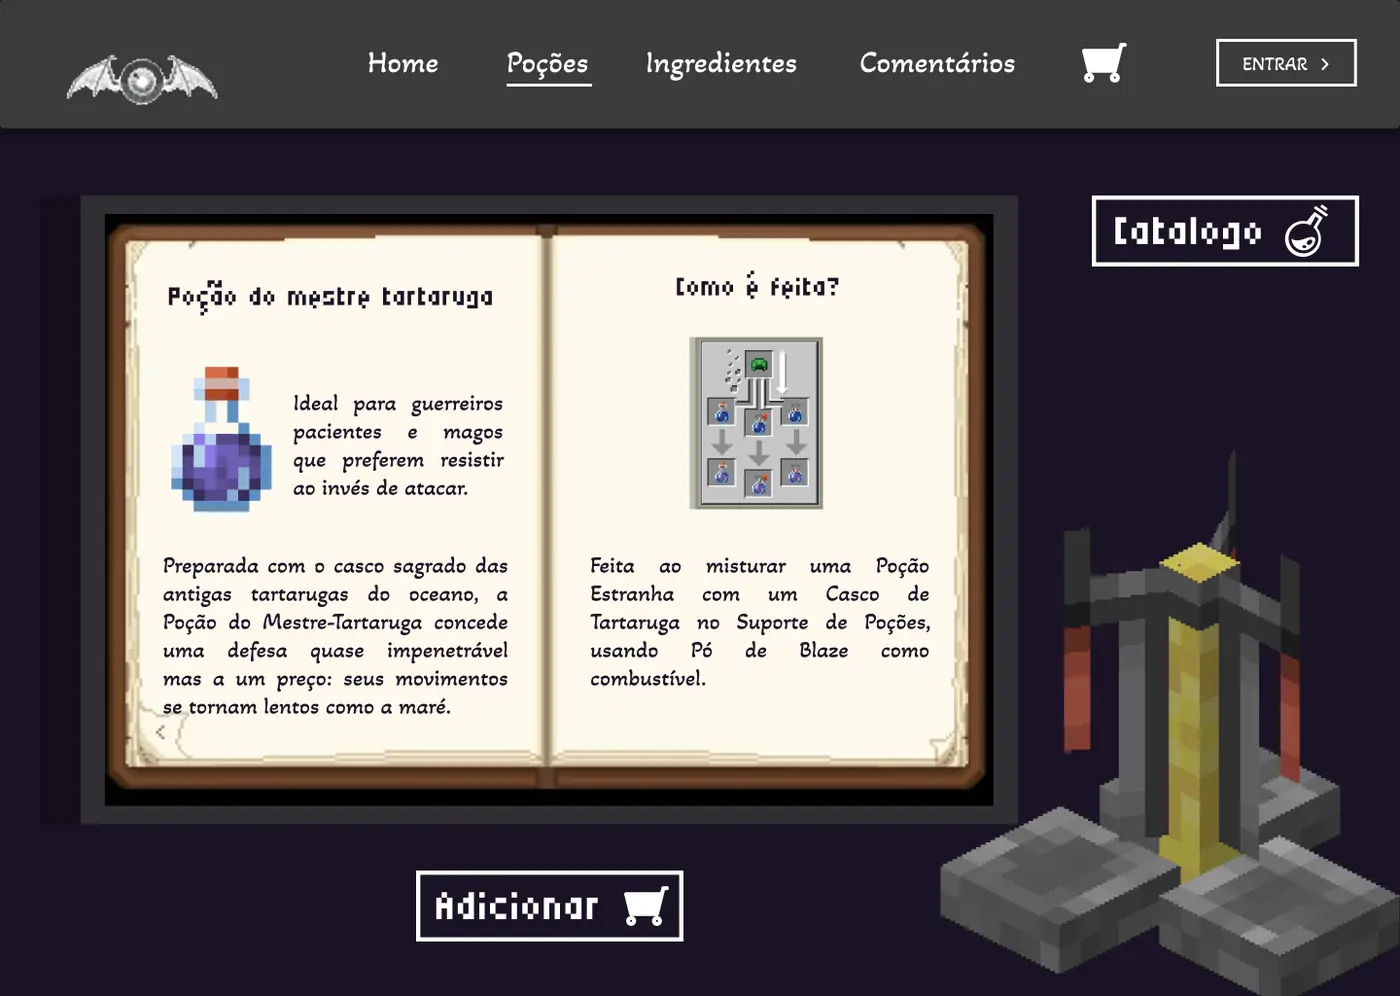 Home
Poções
Ingredientes
Comentários
ENTRAR
Catalogo
Poção do mestre tartaruga
Ideal para guerreiros
pacientes e magos
que preferem resistir
ao invés de atacar.
Preparada com o casco sagrado das
antigas tartarugas do oceano, a
Poção do Mestre-Tartaruga concede
uma defesa quase impenetrável
mas a um preço: seus movimentos
se tornam lentos como a maré.
Como é feita?
Feita ao misturar uma Poção
Estranha com um Casco de
Tartaruga no Suporte de Poções,
usando Pó de Blaze como
combustível.
Adicionar